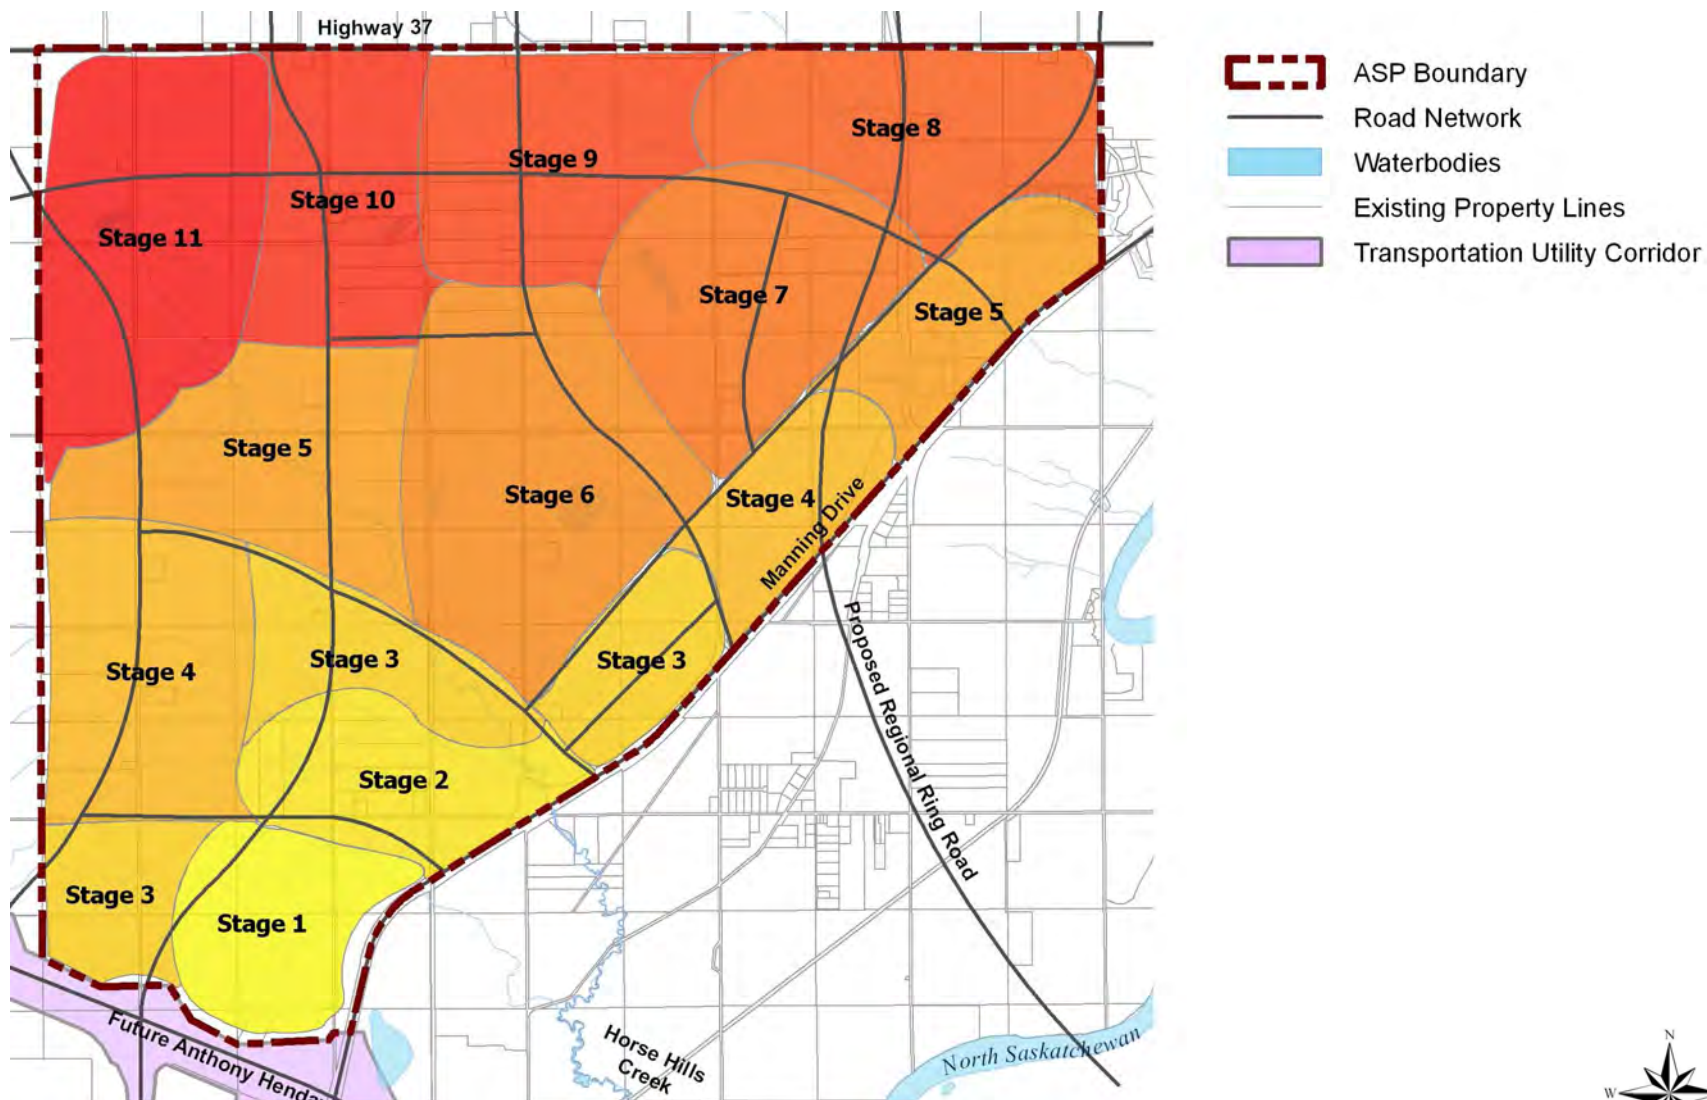 Highway 37
ASP Boundary
Road Network
Waterbodies
Existing Property Lines
Transportation Utility Corridor
Stage 8
Stage 9
Stage 10
Stage 11
Stage 7
Stage 5
Stage 5
Stage 6
Stage 4
Manning Drive
Stage 3
Stage 3
Stage 4
Proposed Regional Ring Road
Stage 2
Stage 3
Stage 1
Future Anthony
Horse Hills
Creek
North Saskatchewan
N
W